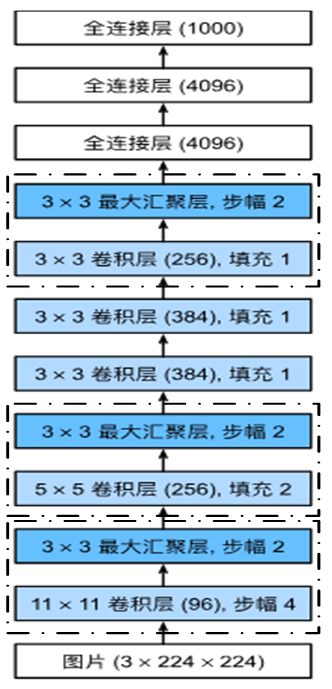 全连接层 (1000)
全连接层 (4096)
全连接层 (4096)
3 × 3 最大汇聚层, 步幅 2
3 × 3 卷积层 (256), 填充 1
3 × 3 卷积层 (384), 填充 1
3 × 3 卷积层 (384), 填充 1
3 × 3 最大汇聚层, 步幅 2
5 × 5 卷积层 (256), 填充 2
3 × 3 最大汇聚层, 步幅 2
11 × 11 卷积层 (96), 步幅 4
图片 (3 × 224 × 224)